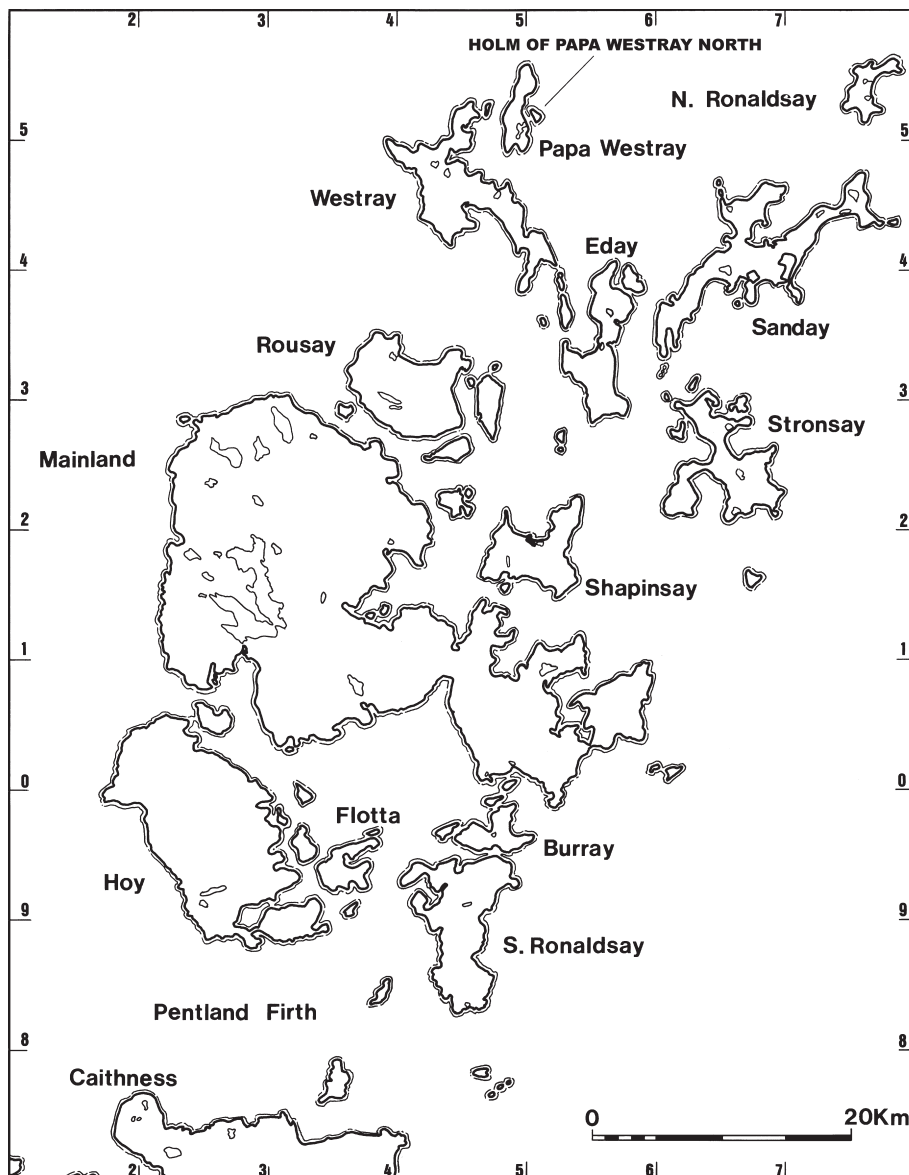 2 3 4 5 6 7
HOLM OF PAPA WESTRAY NORTH
N. Ronaldsay
5 5
Papa Westray
Westray
Eday
4 4
Sanday
Rousay
3 3
Stronsay
Mainland
2 2
Shapinsay
1 1
0 0
Flotta
Burray
Hoy
9 9
S. Ronaldsay
Pentland Firth
8 8
Caithness
0 20Km
2 3 4 5 6 7